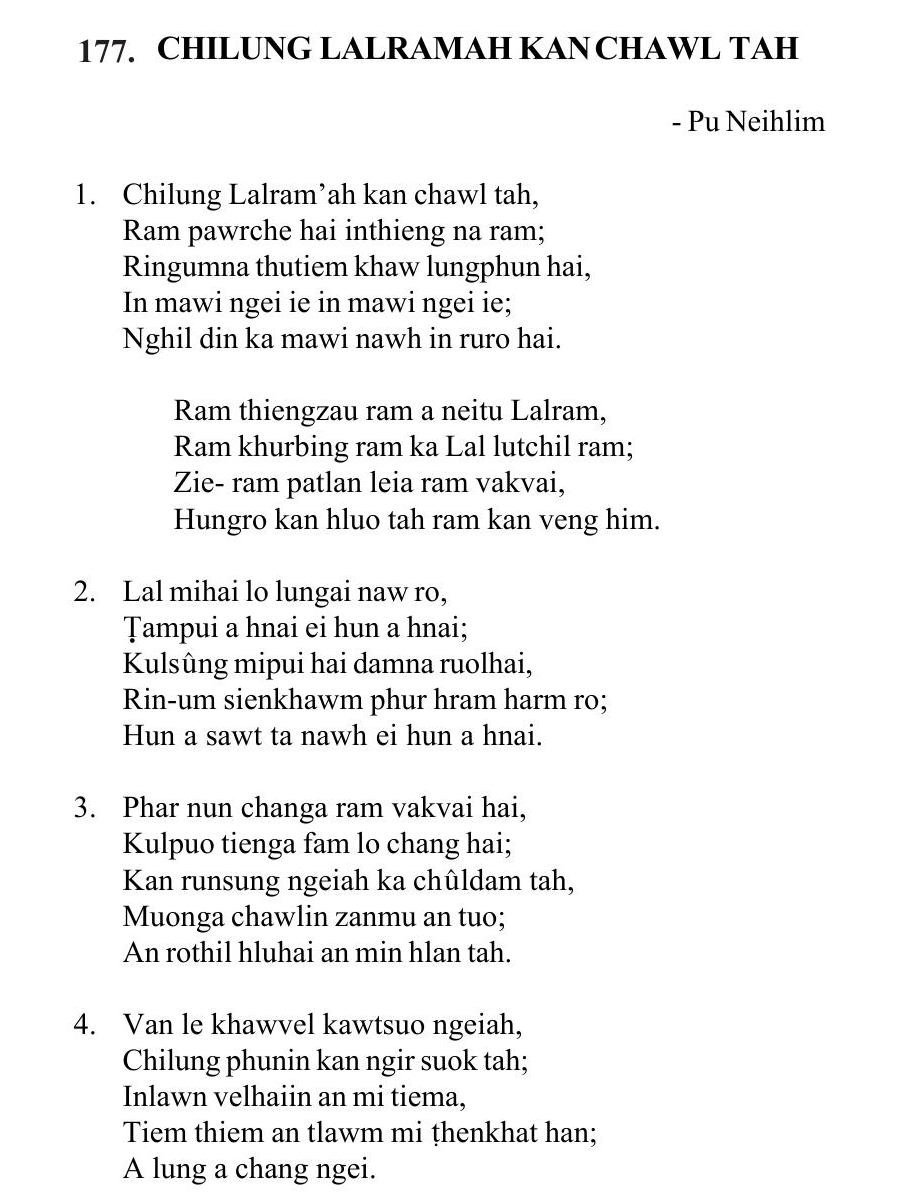 177. CHILUNG LALRAMAH KAN CHAWL TAH
- Pu Neihlim
1. Chilung Lalram’ah kan chawl tah,
Ram pawrche hai inthieng na ram;
Ringumna thutiem khaw lungphun hai,
In mawi ngei ie in mawi ngei ie;
Nghil din ka mawi nawh in ruro hai.
Ram thiengzau ram a neitu Lalram,
Ram khurbing ram ka Lal lutchil ram;
Zie- ram patlan leia ram vakvai,
Hungro kan hluo tah ram kan veng him.
2. Lal mihai lo lungai naw ro,
Ṭampui a hnai ei hun a hnai;
Kulsûng mipui hai damna ruolhai,
Rin-um sienkhawm phur hram harm ro;
Hun a sawt ta nawh ei hun a hnai.
3. Phar nun changa ram vakvai hai,
Kulpuo tienga fam lo chang hai;
Kan runsung ngeiah ka chûldam tah,
Muonga chawlin zanmu an tuo;
An rothil hluhai an min hlan tah.
4. Van le khawvel kawtsuo ngeiah,
Chilung phunin kan ngir suok tah;
Inlawn velhaiin an mi tiema,
Tiem thiem an tlawm mi ṭhenkhat han;
A lung a chang ngei.